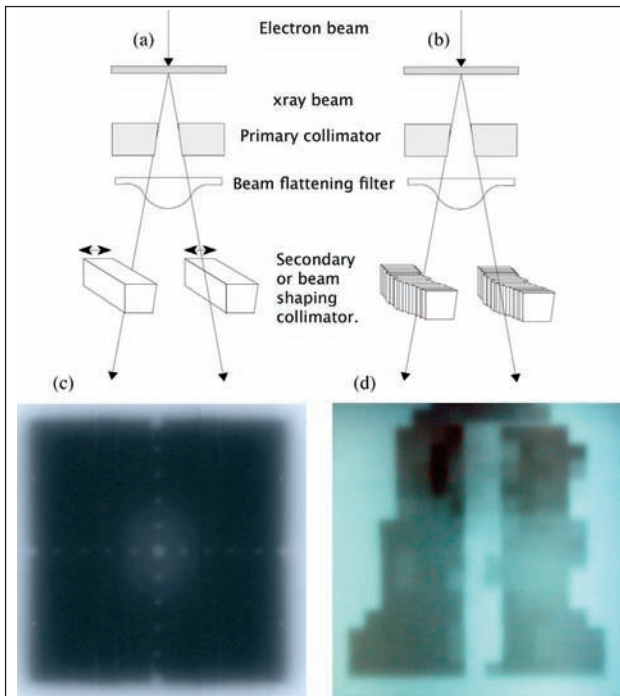 (a)
Electron beam
(b)
xray beam
Primary collimator
Beam flattening filter
Secondary
or beam
shaping
collimator.
(c)
(d)